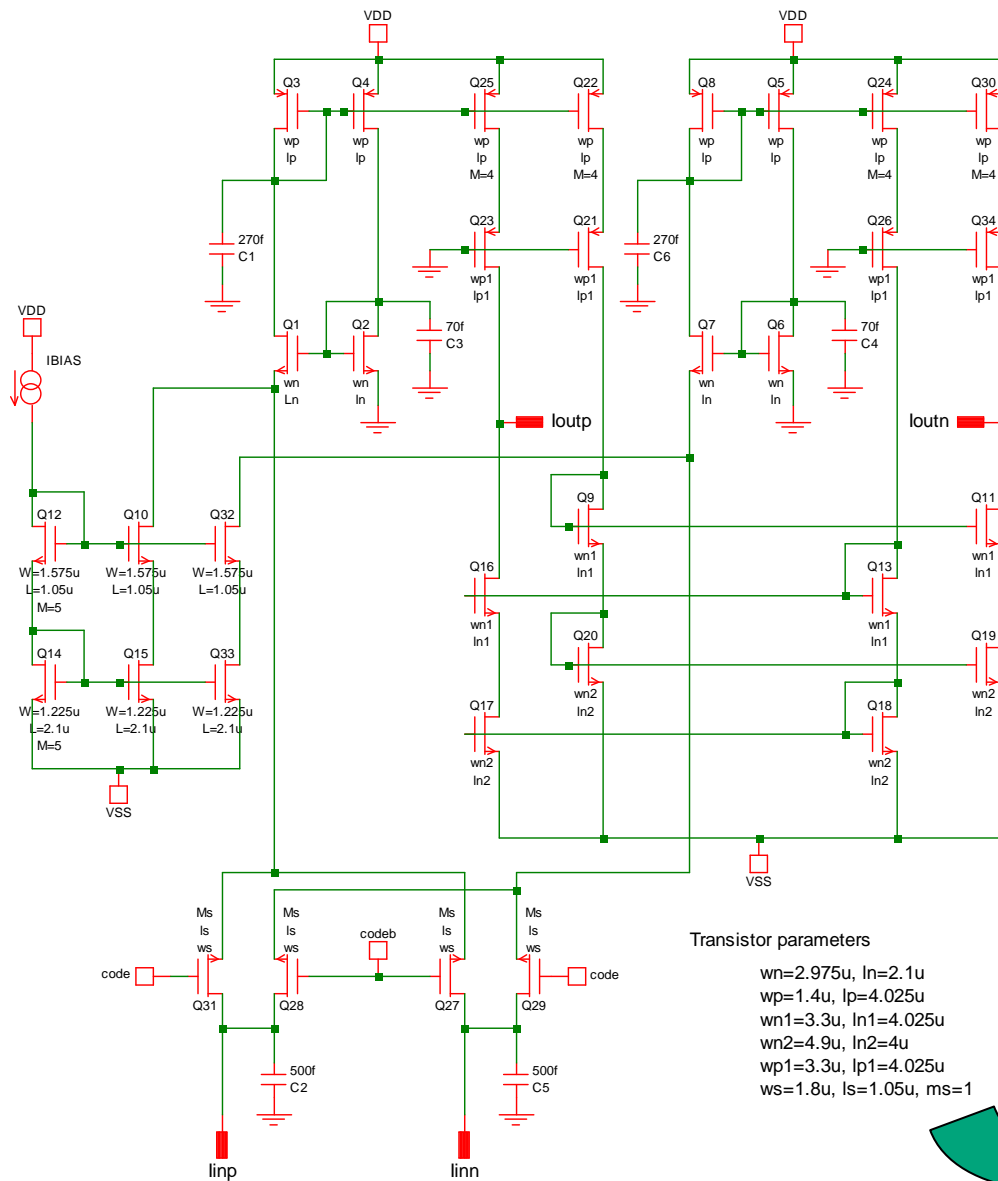 VDD
VDD
Q3
Q4
Q25
Q22
Q8
Q5
Q24
Q30
wp
lp
wp
lp
wp
lp
M=4
wp
lp
M=4
wp
lp
wp
lp
wp
lp
M=4
wp
lp
M=4
Q23
Q21
Q26
Q34
270f
C1
270f
C6
wp1
lp1
wp1
lp1
wp1
lp1
wp1
lp1
VDD
Q1
Q2
70f
C3
Q7
Q6
70f
C4
IBIAS
wn
Ln
wn
ln
wn
ln
wn
ln
Ioutp
Ioutn
Q12
Q10
Q32
Q9
Q11
W=1.575u
L=1.05u
M=5
W=1.575u
L=1.05u
W=1.575u
L=1.05u
wn1
ln1
wn1
ln1
Q16
Q13
wn1
ln1
wn1
ln1
Q14
Q15
Q33
Q20
Q19
W=1.225u
L=2.1u
M=5
W=1.225u
L=2.1u
W=1.225u
L=2.1u
wn2
ln2
wn2
ln2
Q17
Q18
wn2
ln2
wn2
ln2
VSS
VSS
Ms
ls
ws
Ms
ls
ws
Ms
ls
ws
Ms
ls
ws
code
codeb
code
Q31
Q28
Q27
Q29
500f
C2
500f
C5
Iinp
Iinn
Transistor parameters
wn=2.975u, ln=2.1u
wp=1.4u, lp=4.025u
wn1=3.3u, ln1=4.025u
wn2=4.9u, ln2=4u
wp1=3.3u, lp1=4.025u
ws=1.8u, ls=1.05u, ms=1